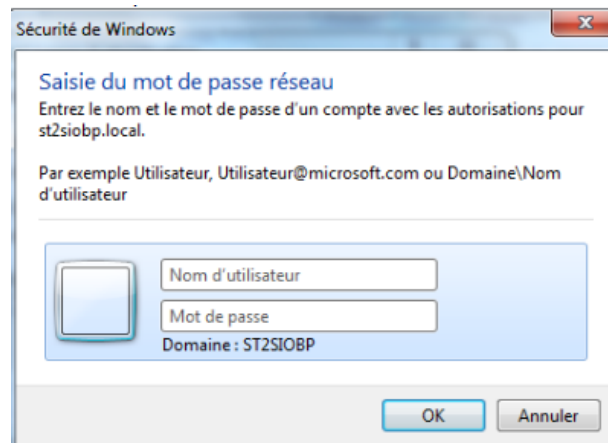 Sécurité de Windows
Saisie du mot de passe réseau
Entrez le nom et le mot de passe d'un compte avec les autorisations pour
st2siobp.local.
Par exemple Utilisateur, Utilisateur@microsoft.com ou Domaine\Nom
d'utilisateur
Nom d'utilisateur
Mot de passe
Domaine : ST2SIOBP
OK
Annuler